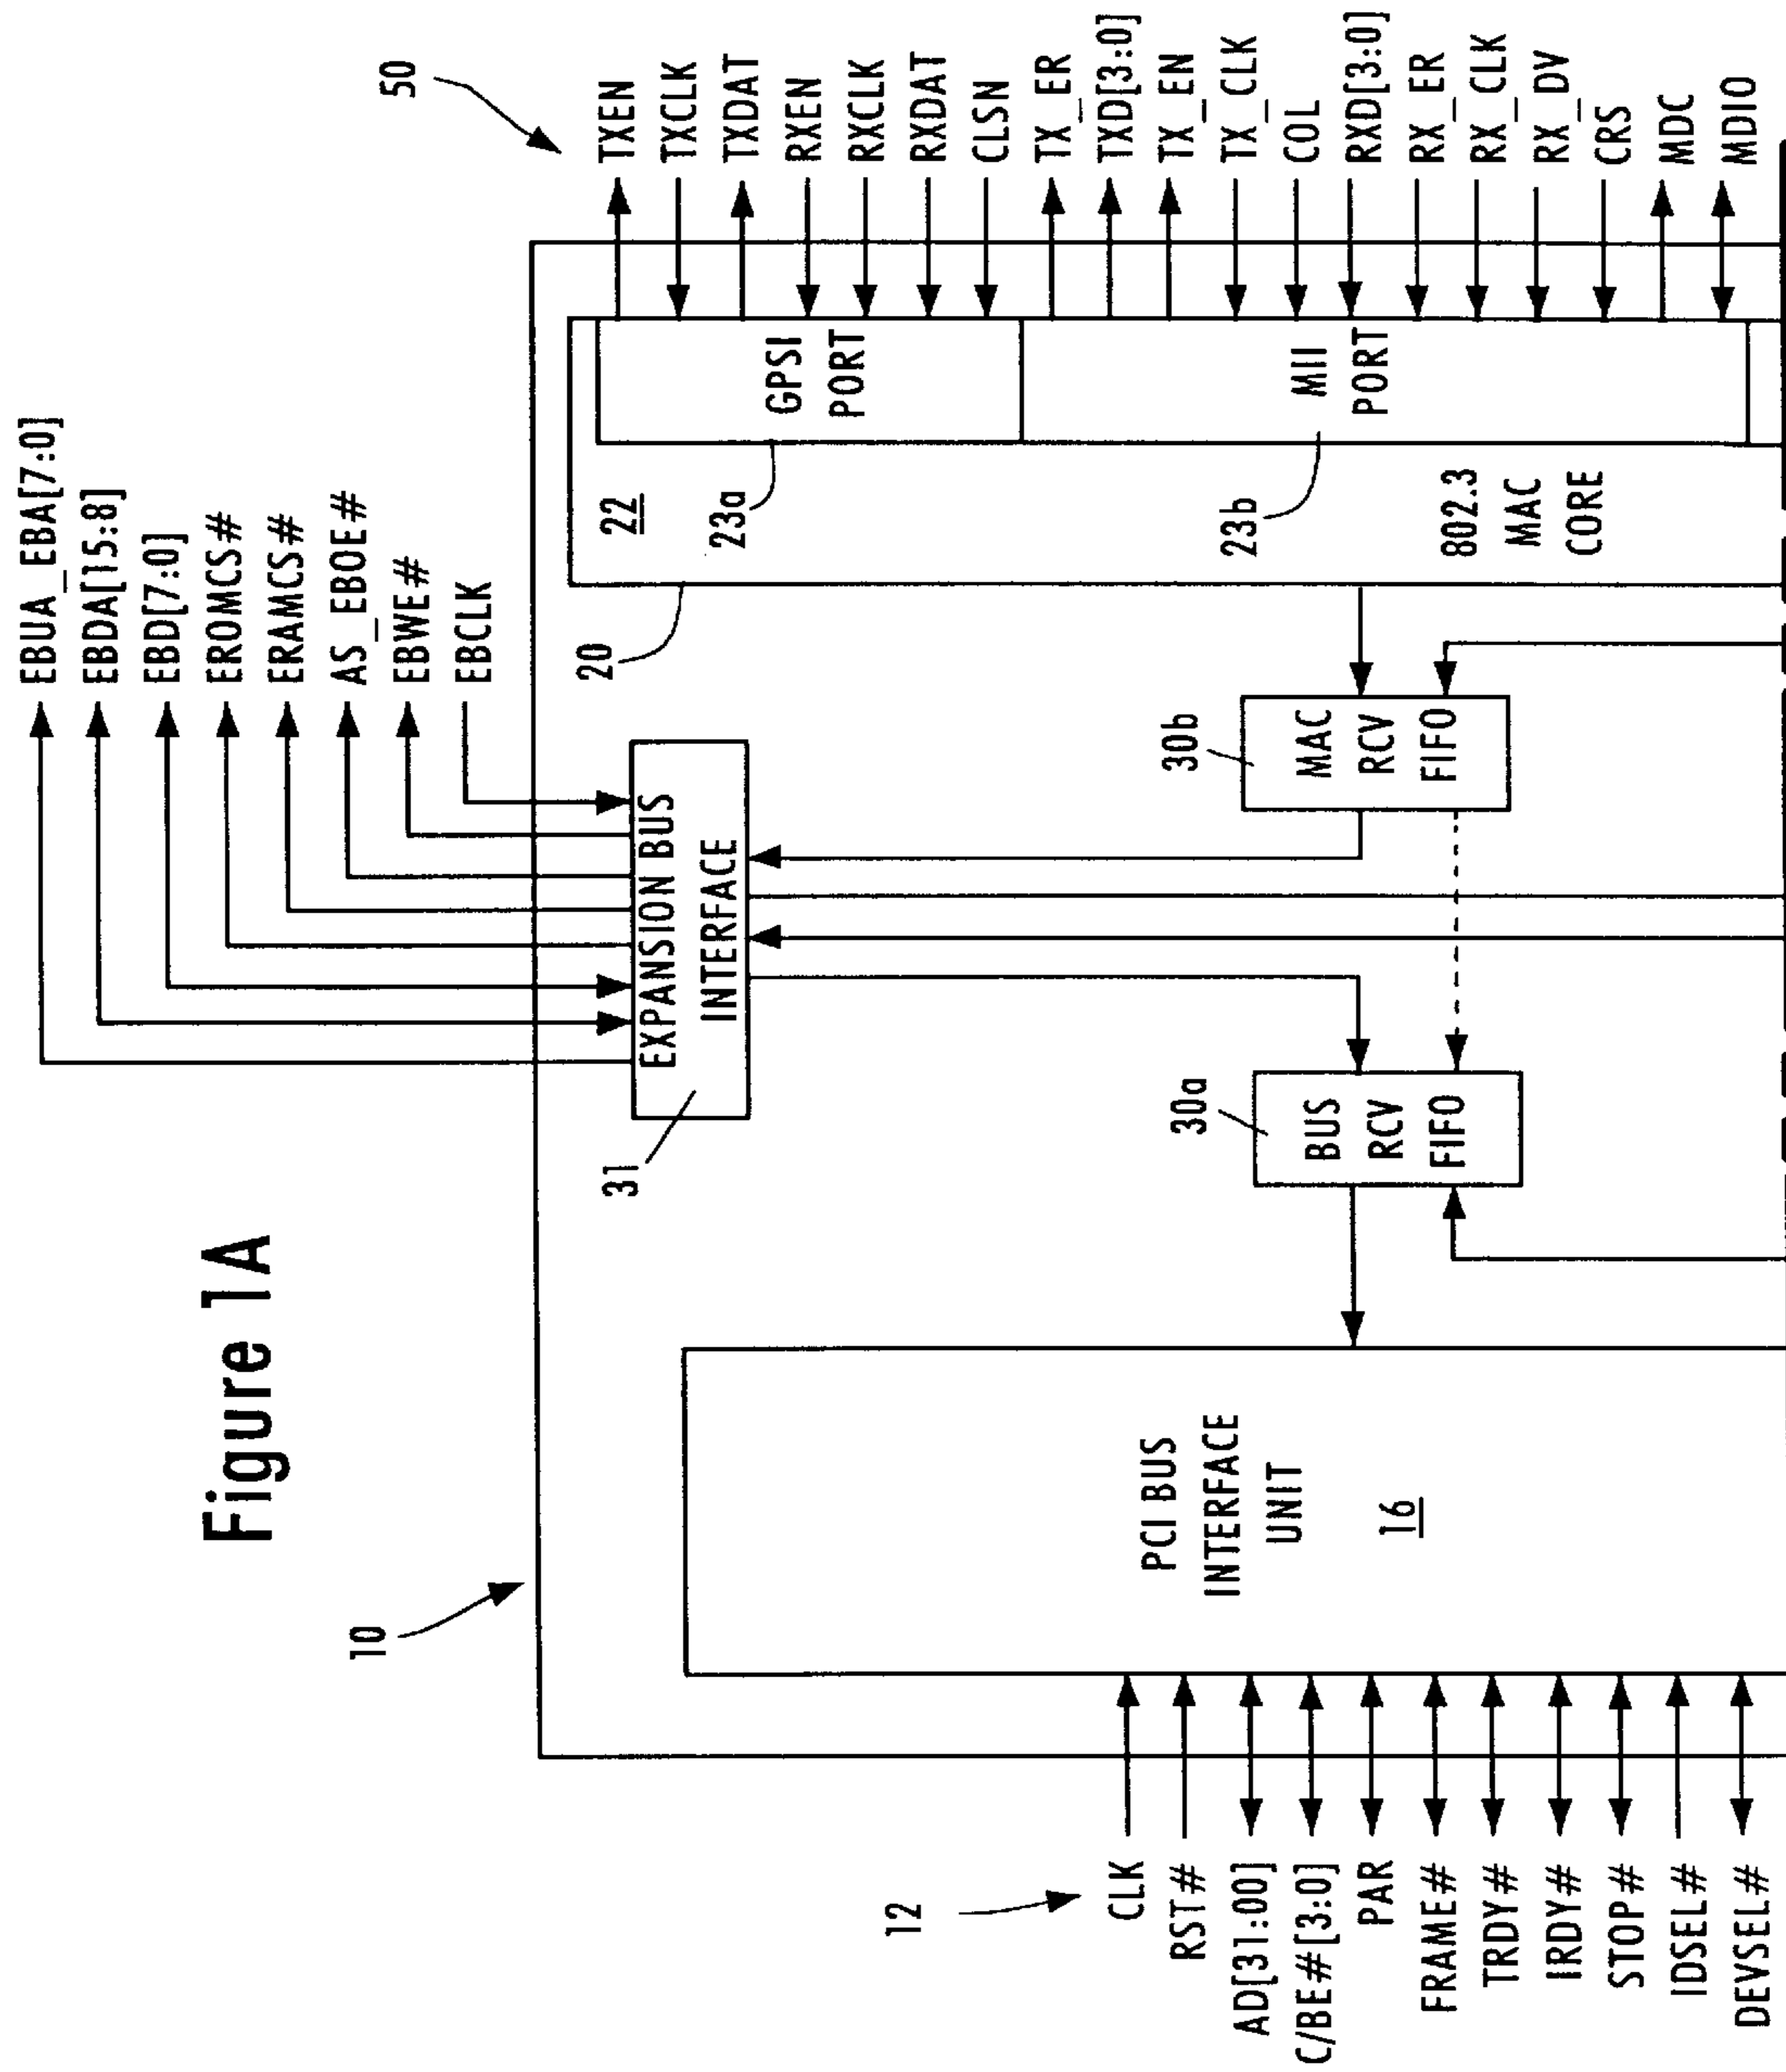 Figure 1A
10
12
CLK
RST#
AD[31:00]
C/BE#[3:0]
PAR
FRAME#
TRDY#
IRDY#
STOP#
IDSEL#
DEVSEL#
PCI BUS
INTERFACE
UNIT
16
EBUA_EBA[7:0]
EBDA[15:8]
EBD[7:0]
EROMCS#
ERAMCS#
AS_EBOE#
EBWE#
EBCLK
31
EXPANSION BUS
INTERFACE
30a
BUS
RCV
FIFO
30b
MAC
RCV
FIFO
20
22
23a
GPSI
PORT
23b
MII
PORT
802.3
MAC
CORE
50
TXEN
TXCLK
TXDAT
RXEN
RXCLK
RXDAT
CLSN
TX_ER
TXD[3:0]
TX_EN
TX_CLK
COL
RXD[3:0]
RX_ER
RX_CLK
RX_DV
CRS
MDC
MDIO